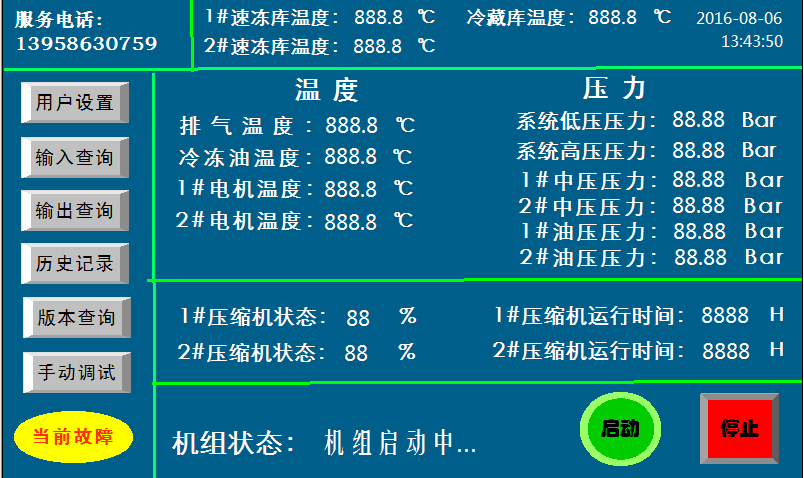 服务电话：
13958630759
1#速冻库温度： 888.8 ℃ 冷藏库温度： 888.8 ℃
2#速冻库温度： 888.8 ℃
2016-08-06
13:43:50
用户设置
输入查询
输出查询
历史记录
版本查询
手动调试
当前故障
温 度
排 气 温 度 ：888.8 ℃
冷冻油温度：888.8 ℃
1#电机温度：888.8 ℃
2#电机温度：888.8 ℃
压 力
系统低压压力： 88.88 Bar
系统高压压力： 88.88 Bar
1#中压压力： 88.88 Bar
2#中压压力： 88.88 Bar
1#油压压力： 88.88 Bar
2#油压压力： 88.88 Bar
1#压缩机状态： 88 % 1#压缩机运行时间： 8888 H
2#压缩机状态： 88 % 2#压缩机运行时间： 8888 H
机组状态： 机组启动中...
启动
停止